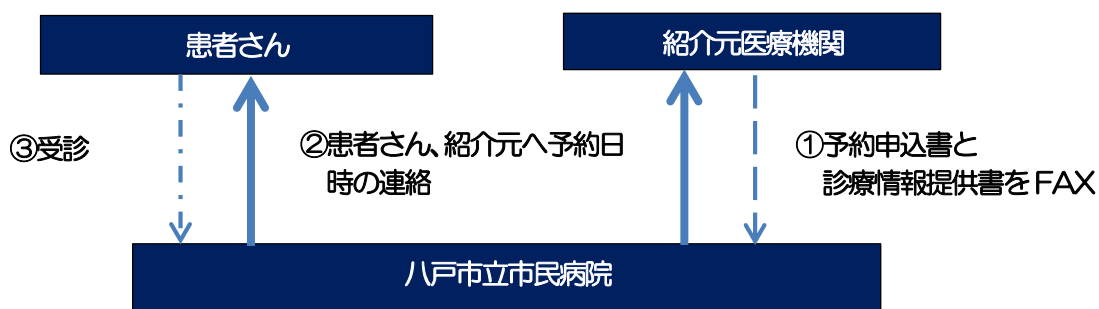 患者さん
紹介元医療機関
③受診
②患者さん、紹介元へ予約日
時の連絡
①予約申込書と
診療情報提供書をFAX
八戸市立市民病院